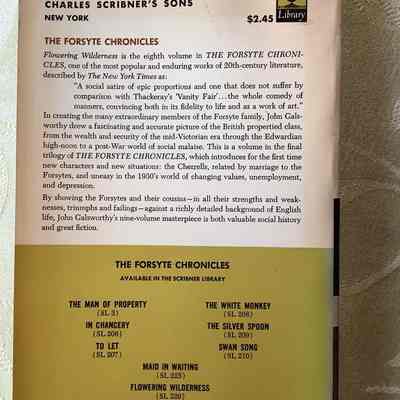 CHARLES SCRIBNER'S SONS
NEW YORK
$2.45
Library
THE FORSYTE CHRONICLES
Flowering Wilderness is the eighth volume in THE FORSYTE CHRONI-
CLES, one of the most popular and enduring works of 20th-century literature,
described by The New York Times as:
"A social satire of epic proportions and one that does not suffer by
comparison with Thackeray's 'Vanity Fair'...the whole comedy of
manners, convincing both in its fidelity to life and as a work of art."
In creating the many extraordinary members of the Forsyte family, John Gals-
worthy drew a fascinating and accurate picture of the British propertied class,
from the wealth and security of the mid-Victorian era through the Edwardian
high-noon to a post-War world of social malaise. This is a volume in the final
trilogy of THE FORSYTE CHRONICLES, which introduces for the first time
new characters and new situations: the Cherrells, related by marriage to the
Forsytes, and uneasy in the 1930's world of changing values, unemployment,
and depression.
By showing the Forsytes and their cousins—in all their strengths and weak-
nesses, triumphs and failings—against a richly detailed background of English
life, John Galsworthy's nine-volume masterpiece is both valuable social history
and great fiction.
THE FORSYTE CHRONICLES
AVAILABLE IN THE SCRIBNER LIBRARY
THE MAN OF PROPERTY
(SL 3)
IN CHANCERY
(SL 206)
TO LET
(SL 207)
THE WHITE MONKEY
(SL 208)
THE SILVER SPOON
(SL 209)
SWAN SONG
(SL 210)
MAID IN WAITING
(SL 225)
FLOWERING WILDERNESS